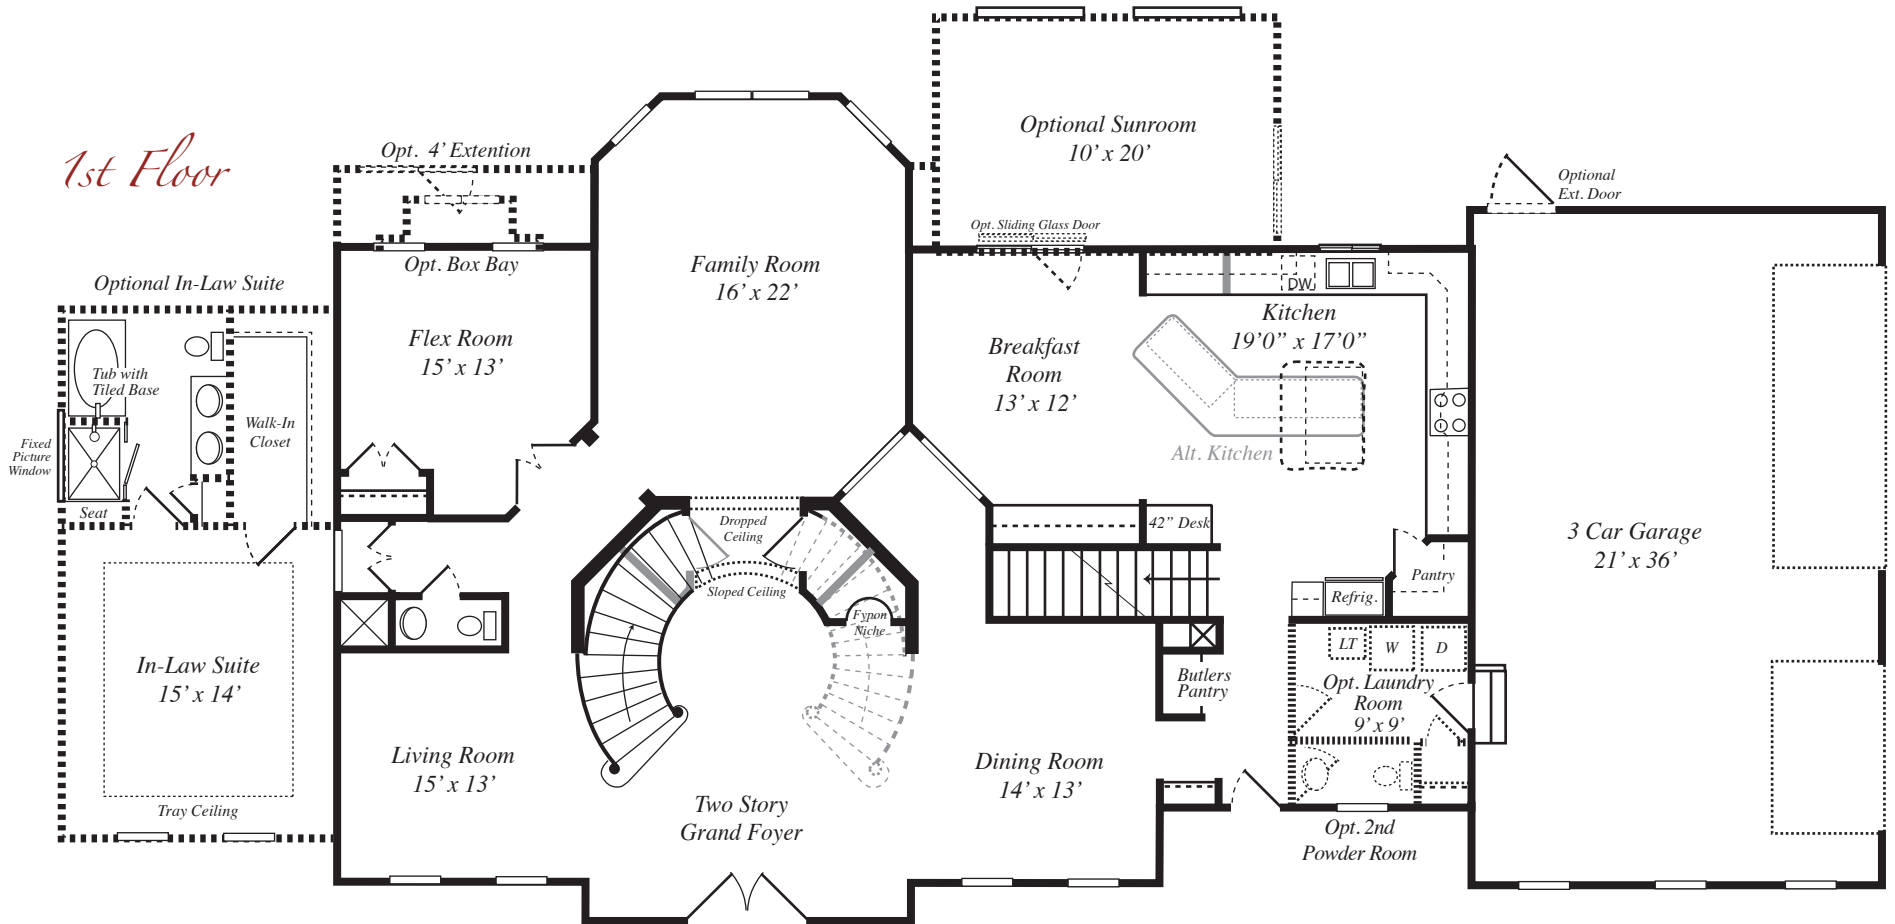 1st Floor
Opt. 4’ Extention
Opt. Box Bay
Optional In-Law Suite
Flex Room
15’ x 13’
Family Room
16’ x 22’
Optional Sunroom
10’ x 20’
Opt. Sliding Glass Door
Optional
Ext. Door
DW
Kitchen
19’0” x 17’0”
Breakfast
Room
13’ x 12’
Alt. Kitchen
Tub with
Tiled Base
Walk-In
Closet
Fixed
Picture
Window
Seat
Dropped
Ceiling
Sloped Ceiling
Fypon
Niche
42” Desk
Pantry
Refrig.
3 Car Garage
21’ x 36’
LT
W
D
Opt. Laundry
Room
9’ x 9’
Butlers
Pantry
In-Law Suite
15’ x 14’
Tray Ceiling
Living Room
15’ x 13’
Two Story
Grand Foyer
Dining Room
14’ x 13’
Opt. 2nd
Powder Room